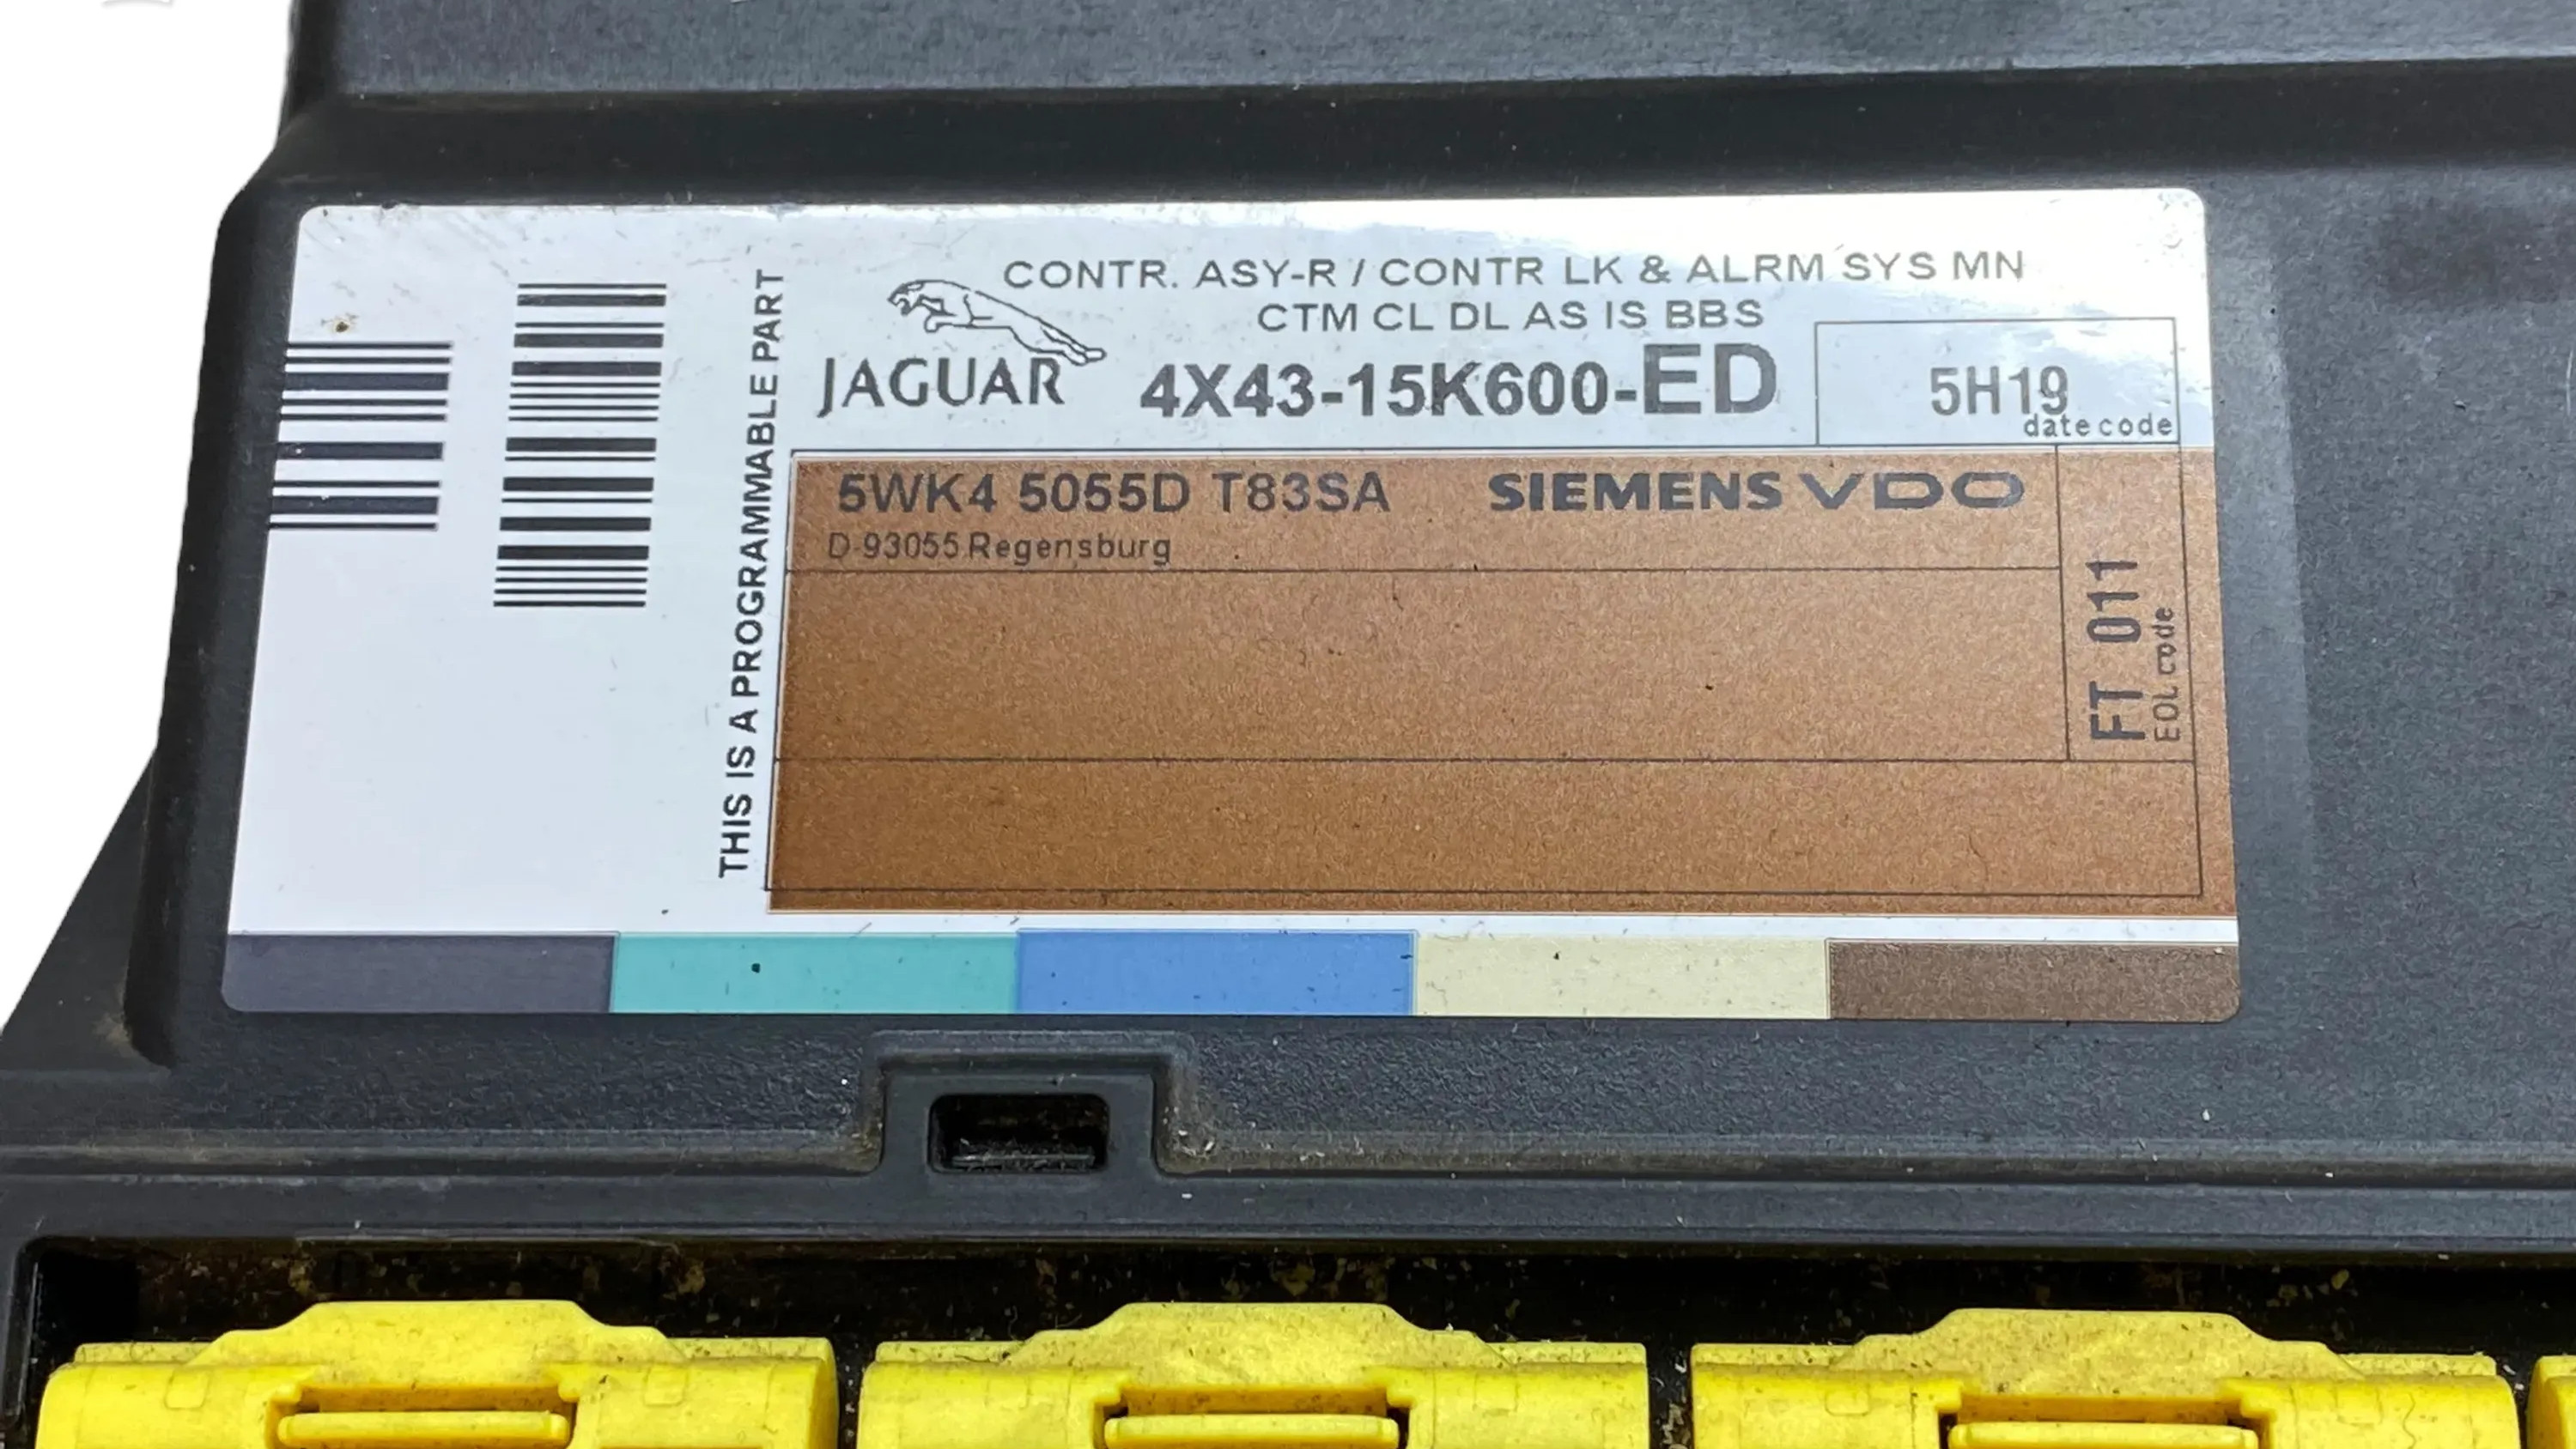 THIS IS A PROGRAMMABLE PART
CONTR. ASY-R / CONTR LK & ALRM SYS MN
CTM CL DL AS IS BBS
JAGUAR
4X43-15K600-ED
5H19
date code
5WK4 5055D T83SA
SIEMENS VDO
D-93055 Regensburg
FT 011
EOL code